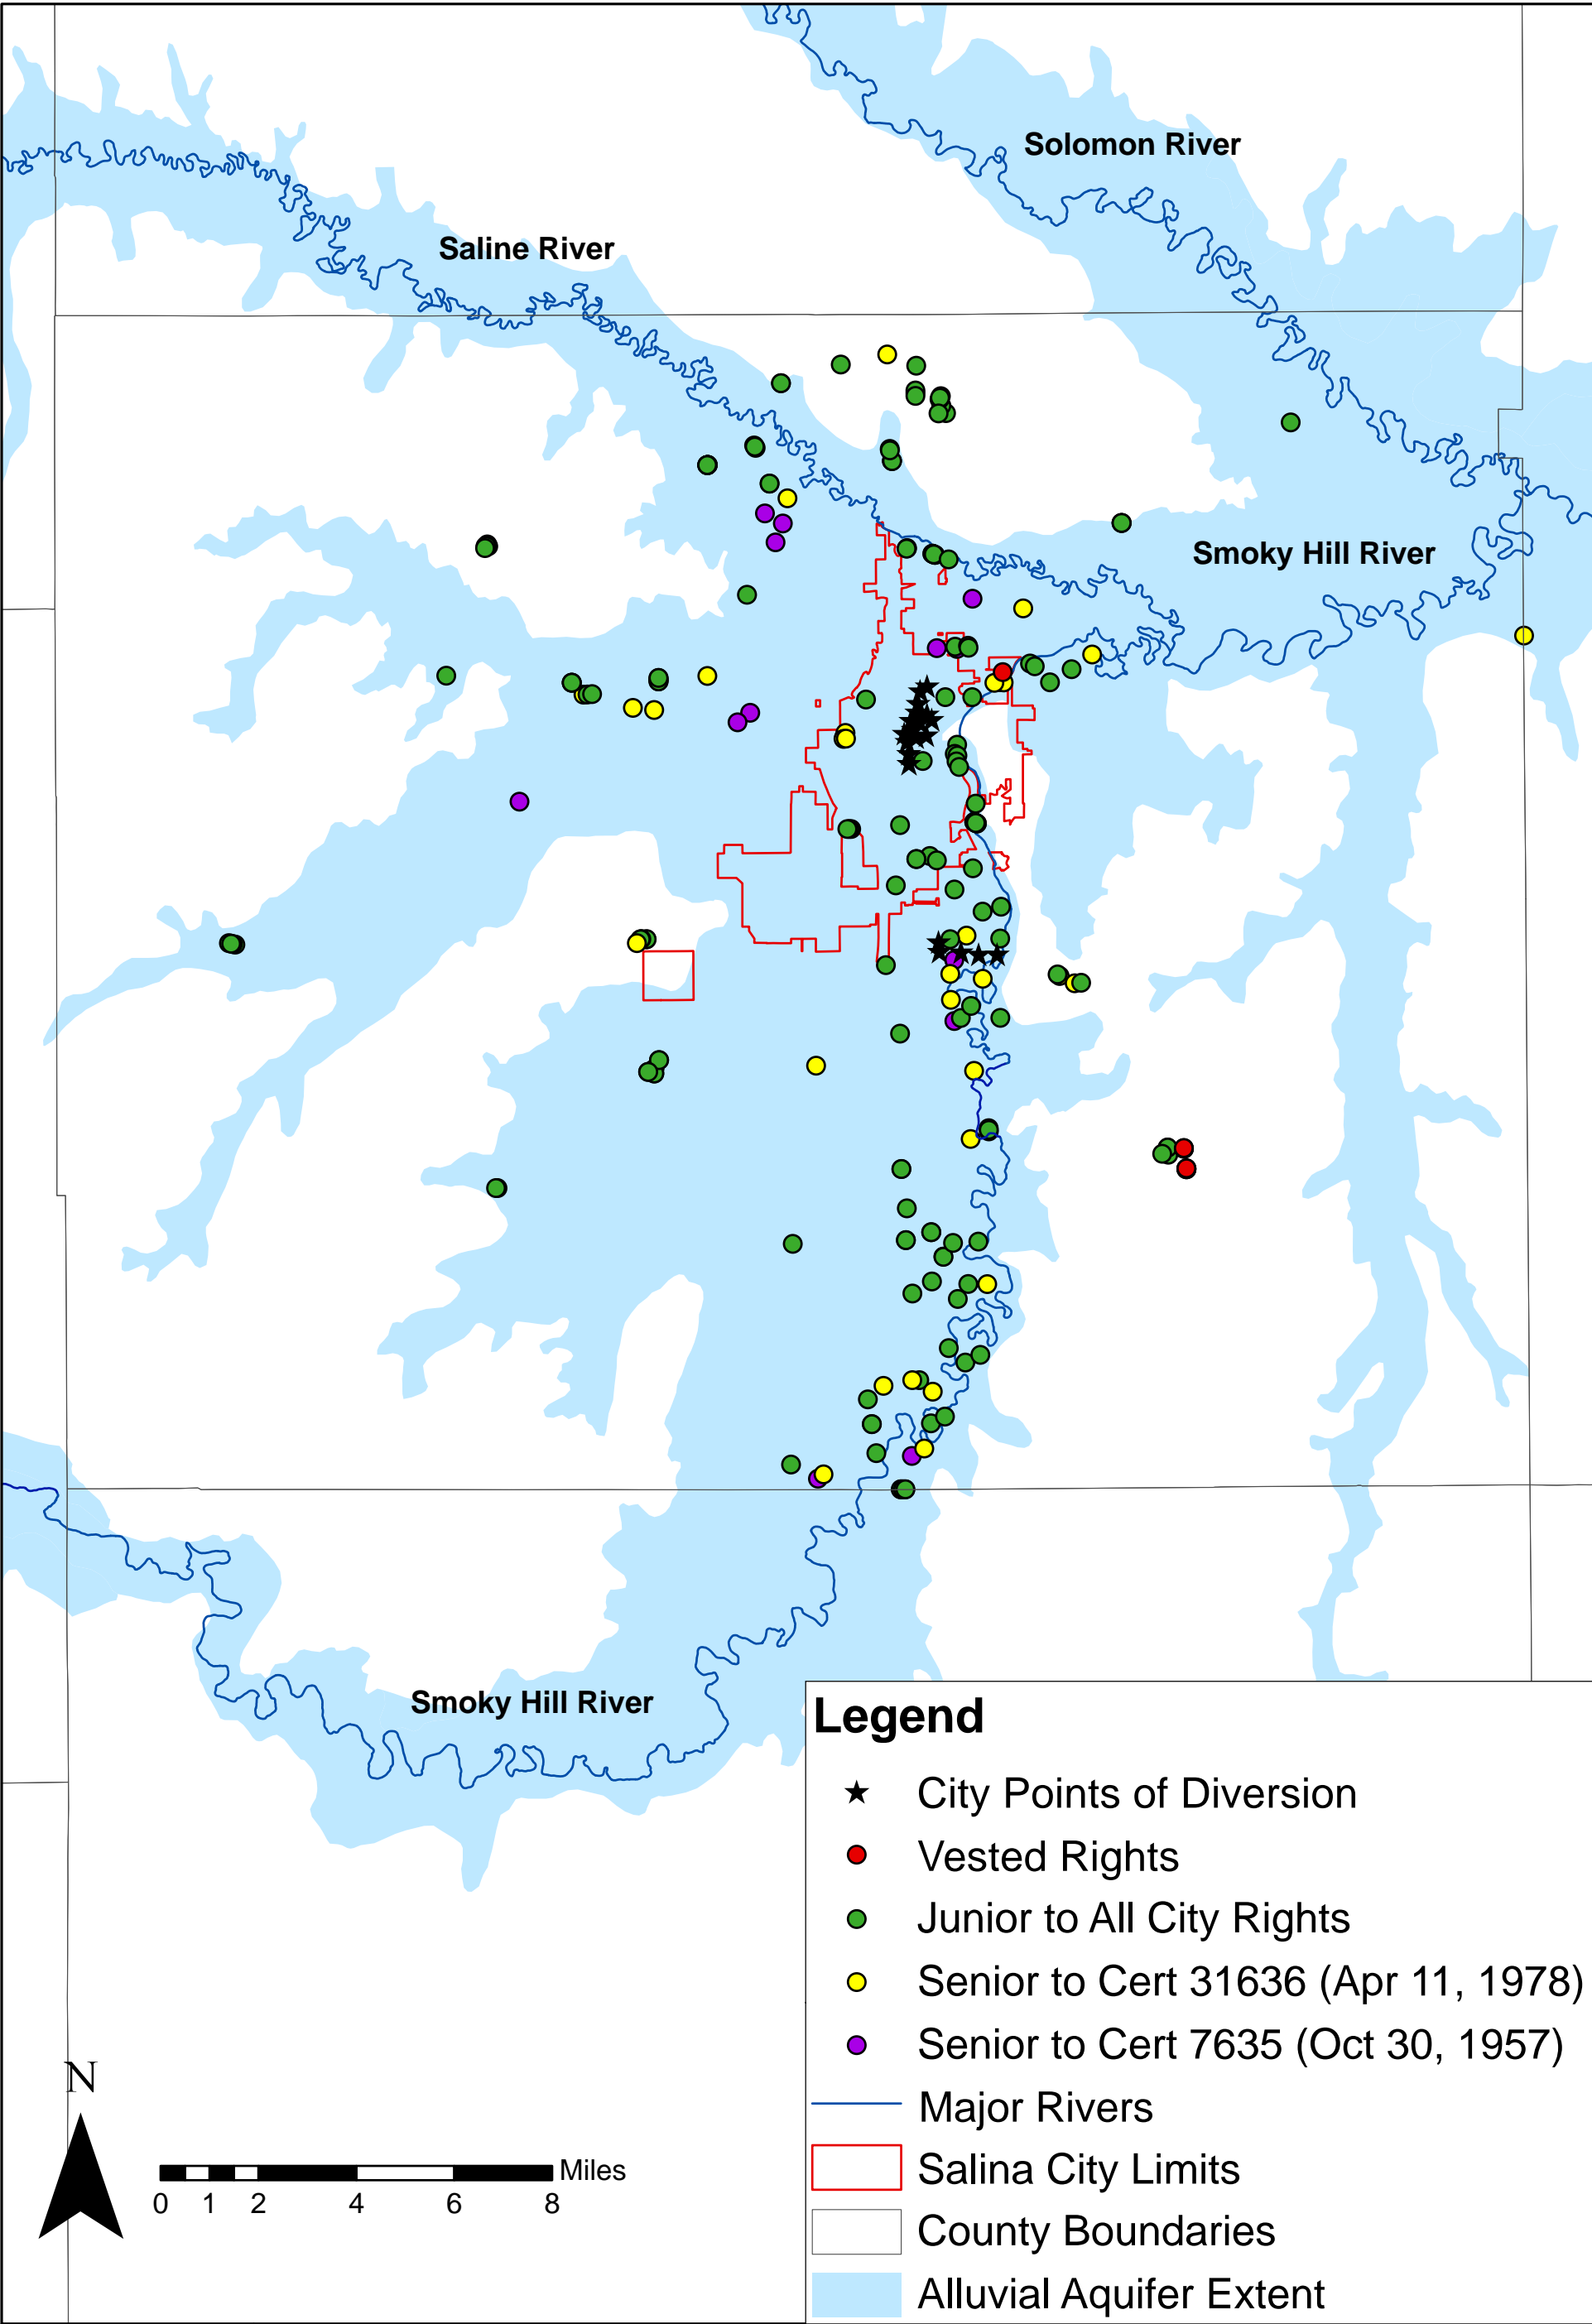 Solomon River
Saline River
Smoky Hill River
Smoky Hill River
Legend
City Points of Diversion
Vested Rights
Junior to All City Rights
Senior to Cert 31636 (Apr 11, 1978)
Senior to Cert 7635 (Oct 30, 1957)
Major Rivers
Salina City Limits
County Boundaries
Alluvial Aquifer Extent
N
Miles
0 1 2 4 6 8